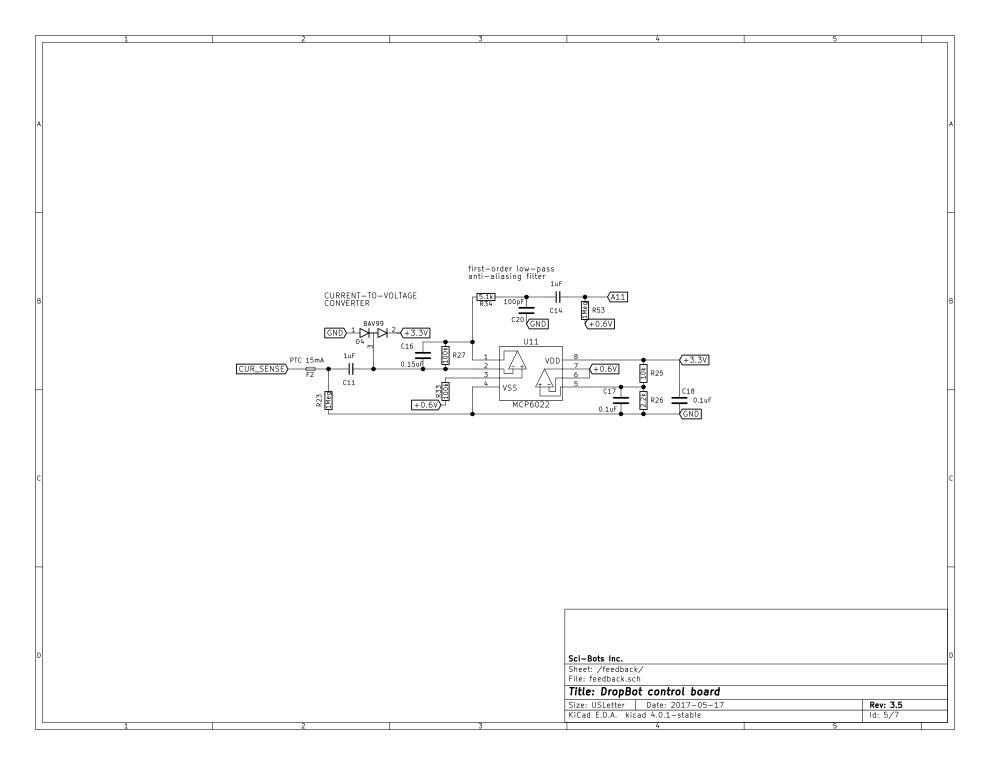 1 2 3 4 5
A A
B B
C C
D D
first-order low-pass
anti-aliasing filter
CURRENT-TO-VOLTAGE
CONVERTER
1uF
C14
A11
5.1k
R34
100pF
C20
GND
1Meg
R53
+0.6V
BAV99
GND 1 2 +3.3V
D4
3
C16
0.15uF
100k
R27
U11
PTC 15mA
CUR_SENSE
F2
1uF
C11
1Meg
R23
100k
R33
+0.6V
1 VDD 8
2 7
3 6
4 VSS 5
MCP6022
+0.6V
+3.3V
10k
R25
C17
0.1uF
2.2k
R26
C18
0.1uF
GND
Sci-Bots Inc.
Sheet: /feedback/
File: feedback.sch
Title: DropBot control board
Size: USLetter Date: 2017-05-17 Rev: 3.5
KiCad E.D.A. kicad 4.0.1-stable Id: 5/7
1 2 3 4 5